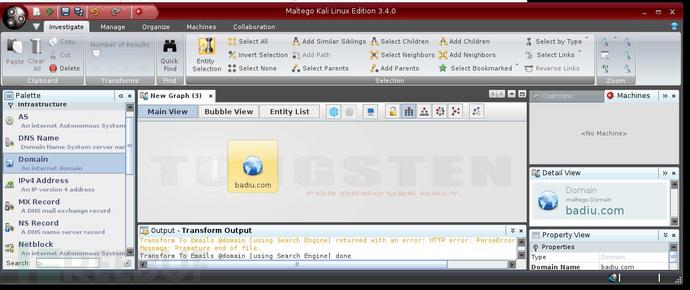 Maltego Kali Linux Edition 3.4.0
Investigate Manage Organize Machines Collaboration
Paste
Clear All
Copy
Cut
Delete
Clipboard
Number of Results
Transforms
Quick Find
Find
Entity Selection
Select All
Invert Selection
Select None
Add Similar Siblings
Add Path
Select Parents
Select Children
Select Neighbors
Add Parents
Add Children
Add Neighbors
Select Bookmarked
Select by Type
Select Links
Reverse Links
Selection
Zoom
Palette
Infrastructure
AS
An internet Autonomous System
DNS Name
Domain Name System server nar
Domain
An internet domain
IPv4 Address
An IP version 4 address
MX Record
A DNS mail exchange record
NS Record
A DNS name server record
Netblock
An internet Autonomous System
Search:
New Graph (3)
Main View Bubble View Entity List
TUNGSTEN
FOR DEMO USE ONLY
badiu.com
Output - Transform Output
Transform To Emails @domain [using Search Engine] returned with an error: HTTP error: ParseError
Message: Premature end of file.
Transform To Emails @domain [using Search Engine] done
Overview Machines
<No Machine>
Detail View
Domain
maltego.Domain
badiu.com
Property View
Properties
Type Domain
Domain Name badiu.com